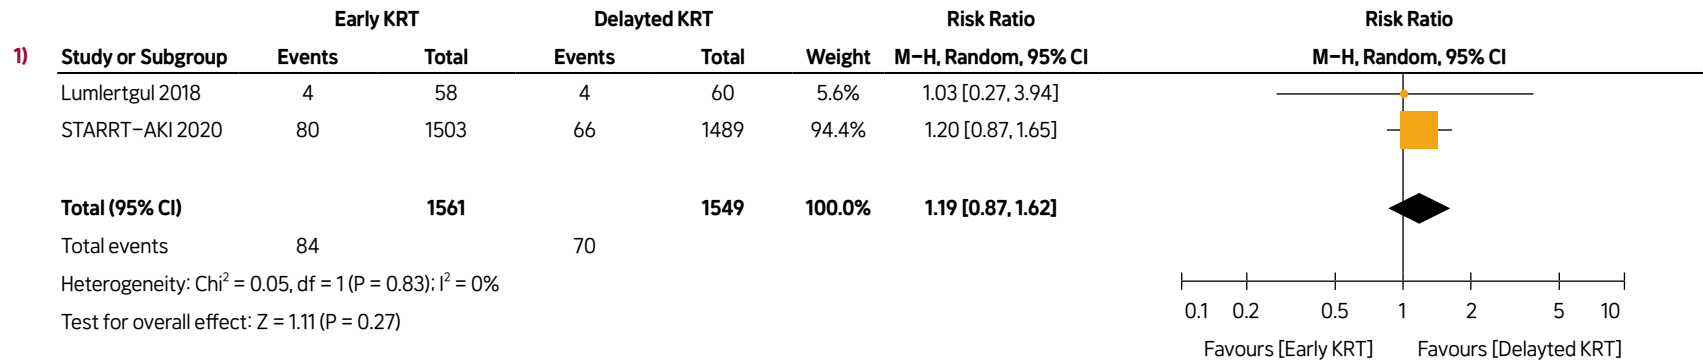 Early KRT Delayted KRT Risk Ratio Risk Ratio
1) Study or Subgroup Events Total Events Total Weight M-H, Random, 95% CI M-H, Random, 95% CI
Lumlertgul 2018 4 58 4 60 5.6% 1.03 [0.27, 3.94]
STARRT-AKI 2020 80 1503 66 1489 94.4% 1.20 [0.87, 1.65]
Total (95% CI) 1561 1549 100.0% 1.19 [0.87, 1.62]
Total events 84 70
Heterogeneity: Chi² = 0.05, df = 1 (P = 0.83); I² = 0%
Test for overall effect: Z = 1.11 (P = 0.27)
0.1 0.2 0.5 1 2 5 10
Favours [Early KRT] Favours [Delayted KRT]